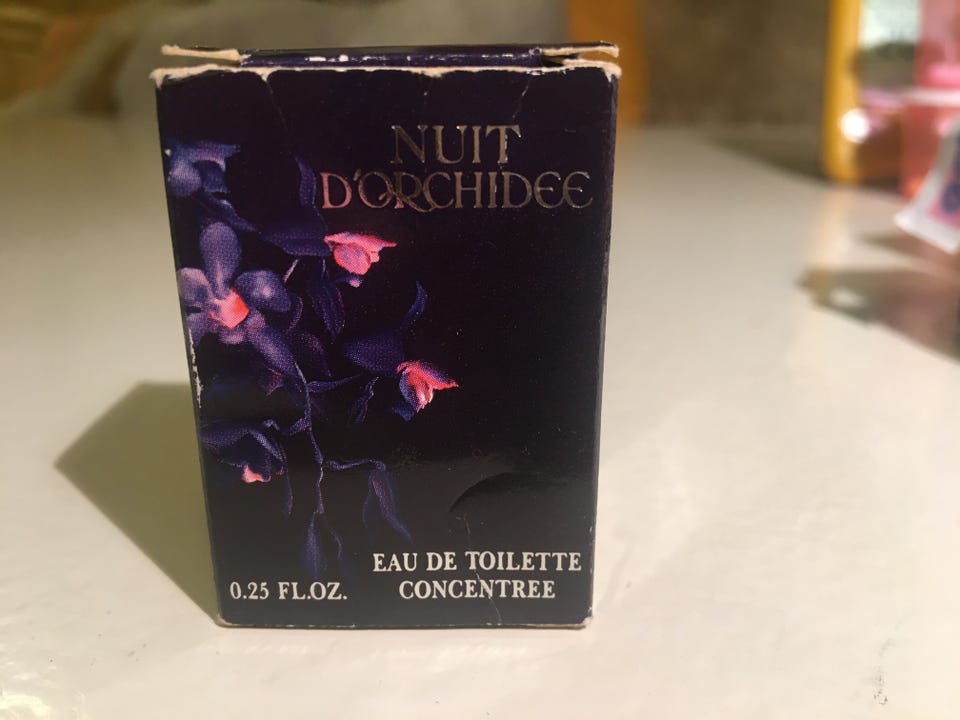 NUIT
D'ORCHIDEE
0.25 FL.OZ.
EAU DE TOILETTE
CONCENTREE